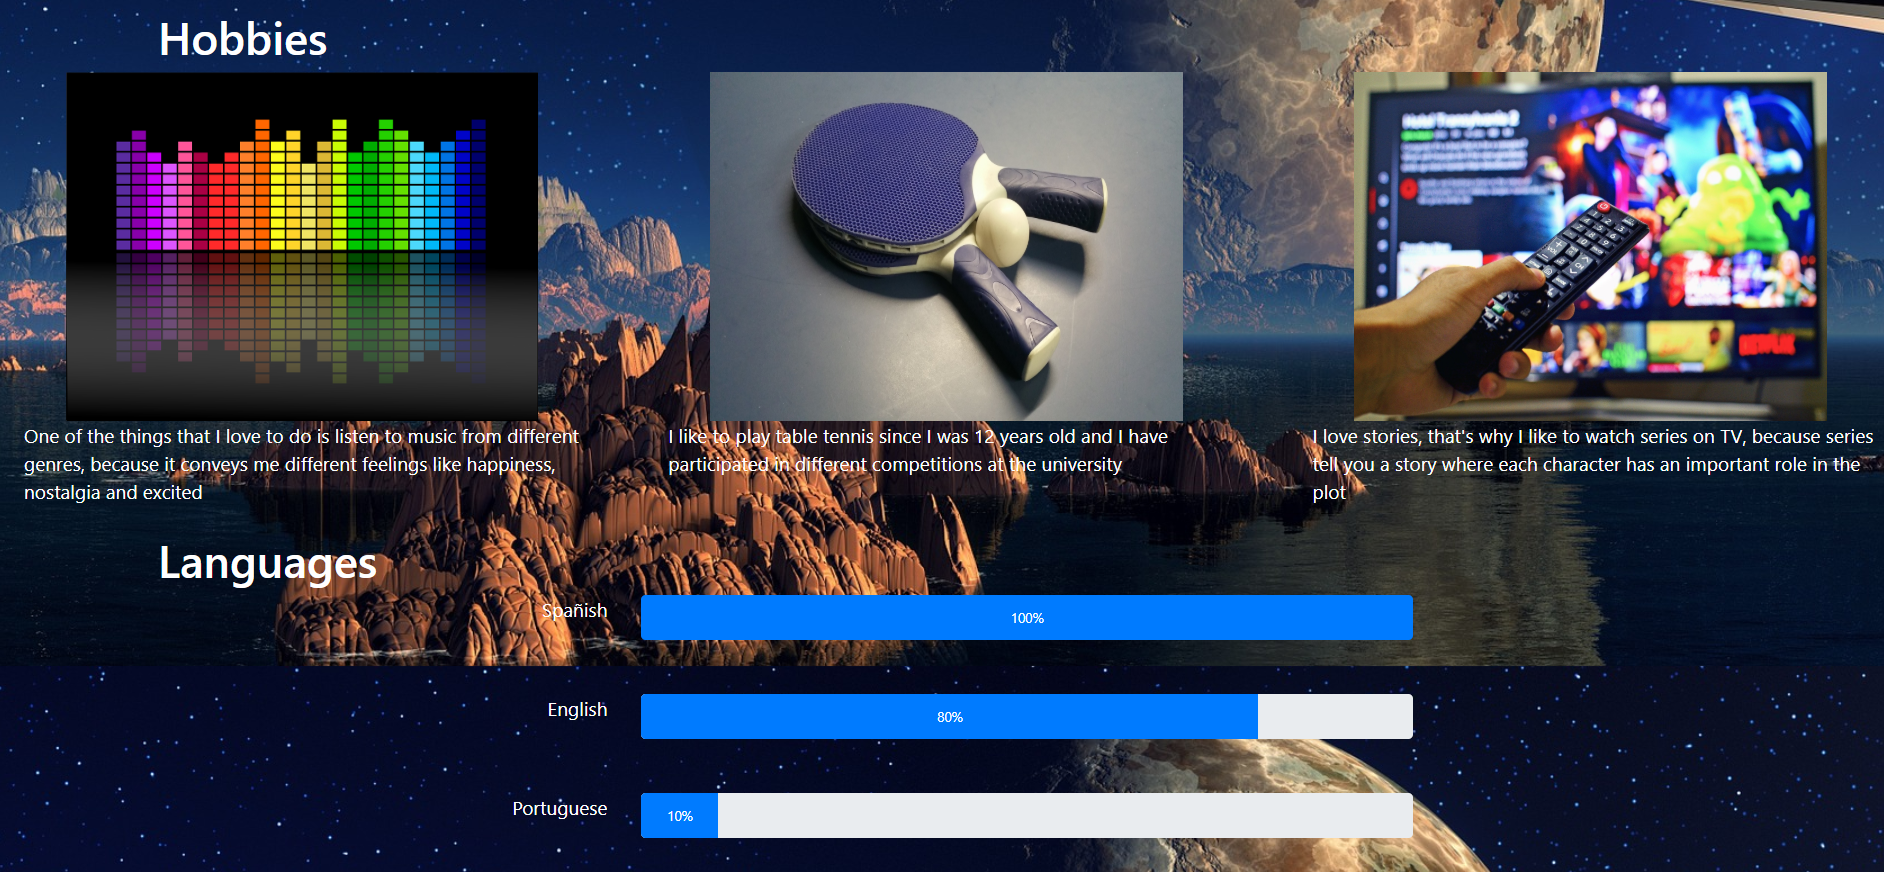 Hobbies
Hotel Transylvania 2
One of the things that I love to do is listen to music from different
genres, because it conveys me different feelings like happiness,
nostalgia and excited
I like to play table tennis since I was 12 years old and I have
participated in different competitions at the university
I love stories, that's why I like to watch series on TV, because series
tell you a story where each character has an important role in the
plot
Languages
Spañish
100%
English
80%
Portuguese
10%